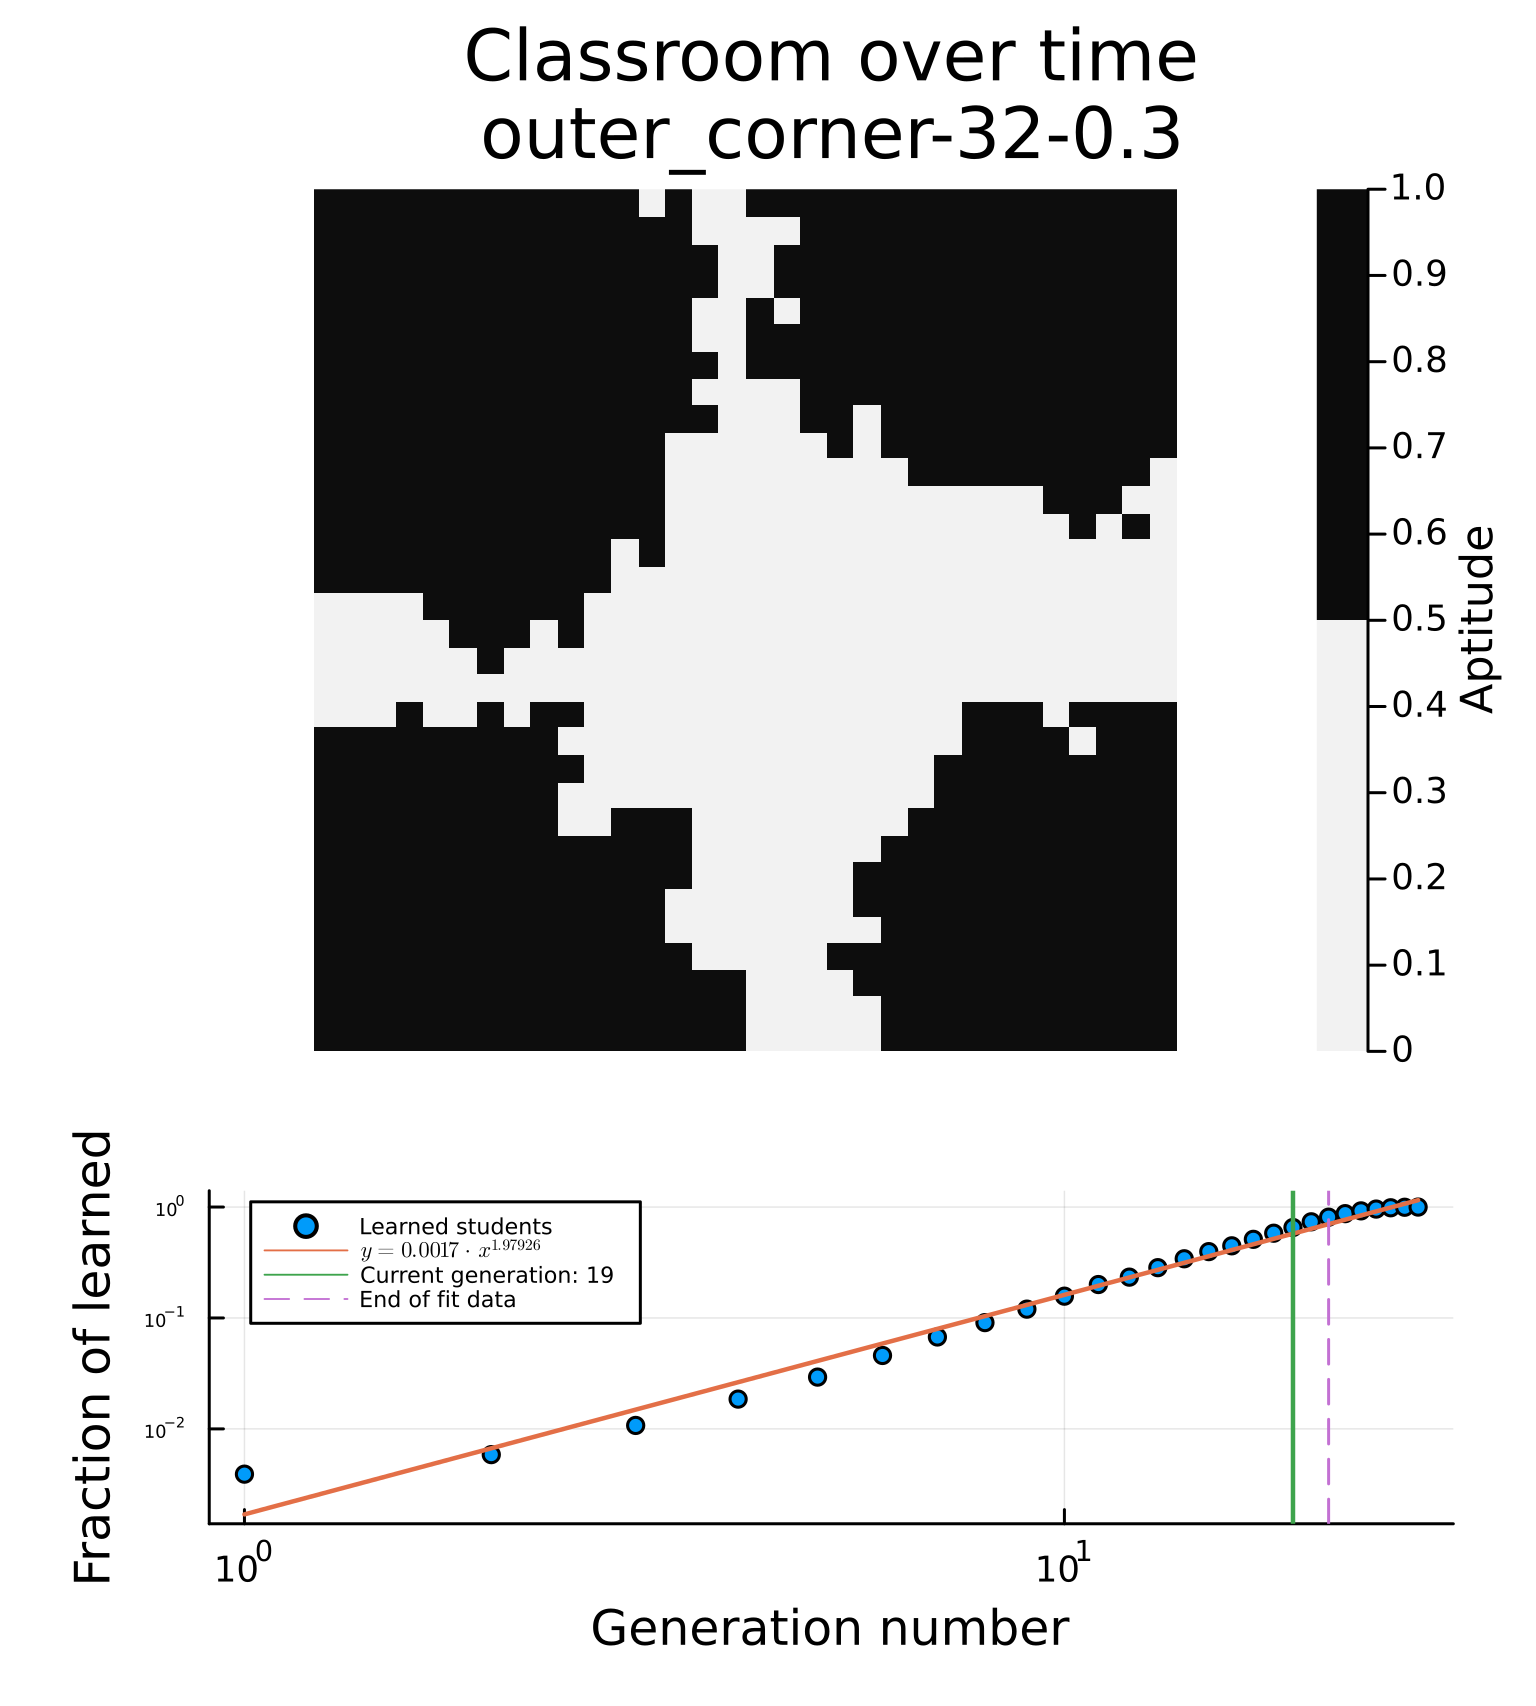 Classroom over time
outer_corner-32-0.3
1.0
0.9
0.8
0.7
0.6
0.5
0.4
0.3
0.2
0.1
0
Aptitude
Fraction of learned
10⁰
10⁻¹
10⁻²
Learned students
y = 0.0017 · x^1.97926
Current generation: 19
End of fit data
10⁰
10¹
Generation number